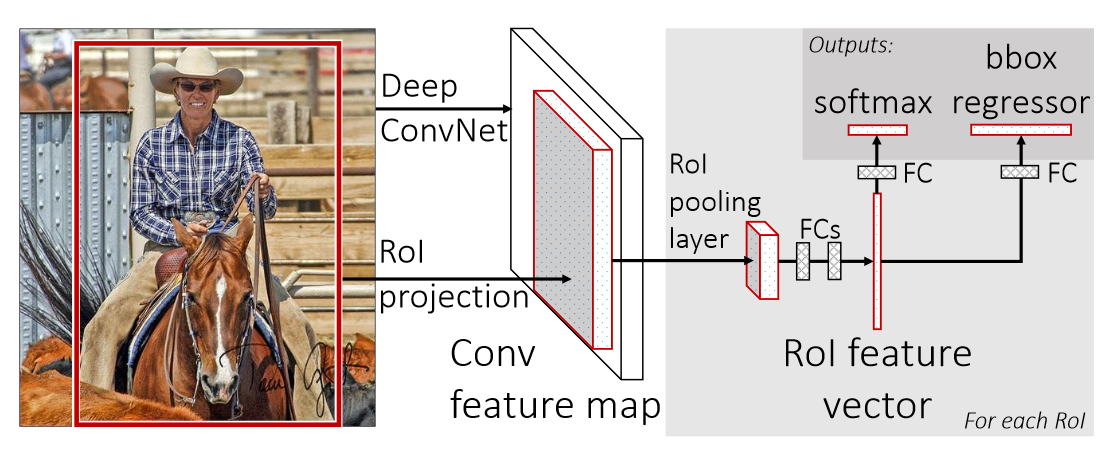 Deep
ConvNet
RoI
projection
Conv
feature map
RoI
pooling
layer
FCs
RoI feature
vector
For each RoI
Outputs:
softmax
bbox
regressor
FC
FC